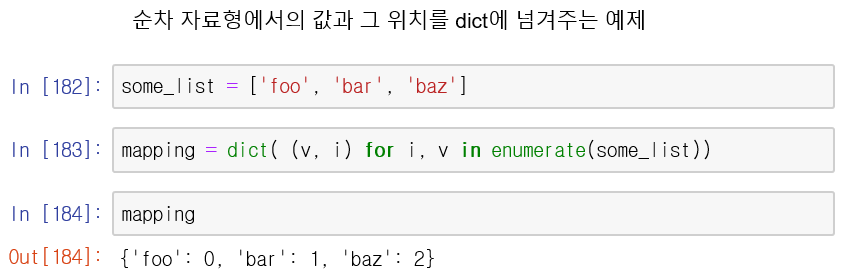 순차 자료형에서의 값과 그 위치를 dict에 넘겨주는 예제
In [182]: some_list = ['foo', 'bar', 'baz']
In [183]: mapping = dict( (v, i) for i, v in enumerate(some_list))
In [184]: mapping
Out[184]: {'foo': 0, 'bar': 1, 'baz': 2}